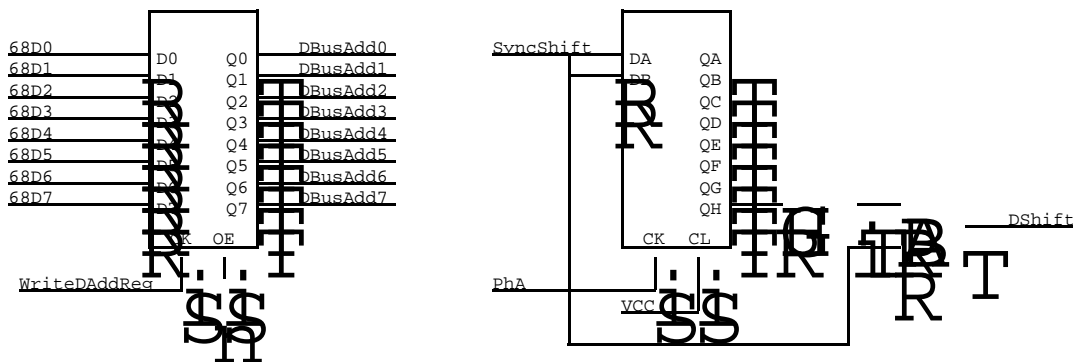 68D0 D0 Q0 DBusAdd0 SyncShift DA QA
68D1 D1 Q1 DBusAdd1 DB QB
68D2 Q2 DBusAdd2 QC
68D3 Q3 DBusAdd3 QD
68D4 Q4 DBusAdd4 QE
68D5 Q5 DBusAdd5 QF
68D6 Q6 DBusAdd6 QG
68D7 Q7 DBusAdd7 QH
DShift
OE CK CL
WriteDAddReg PhA
VCC